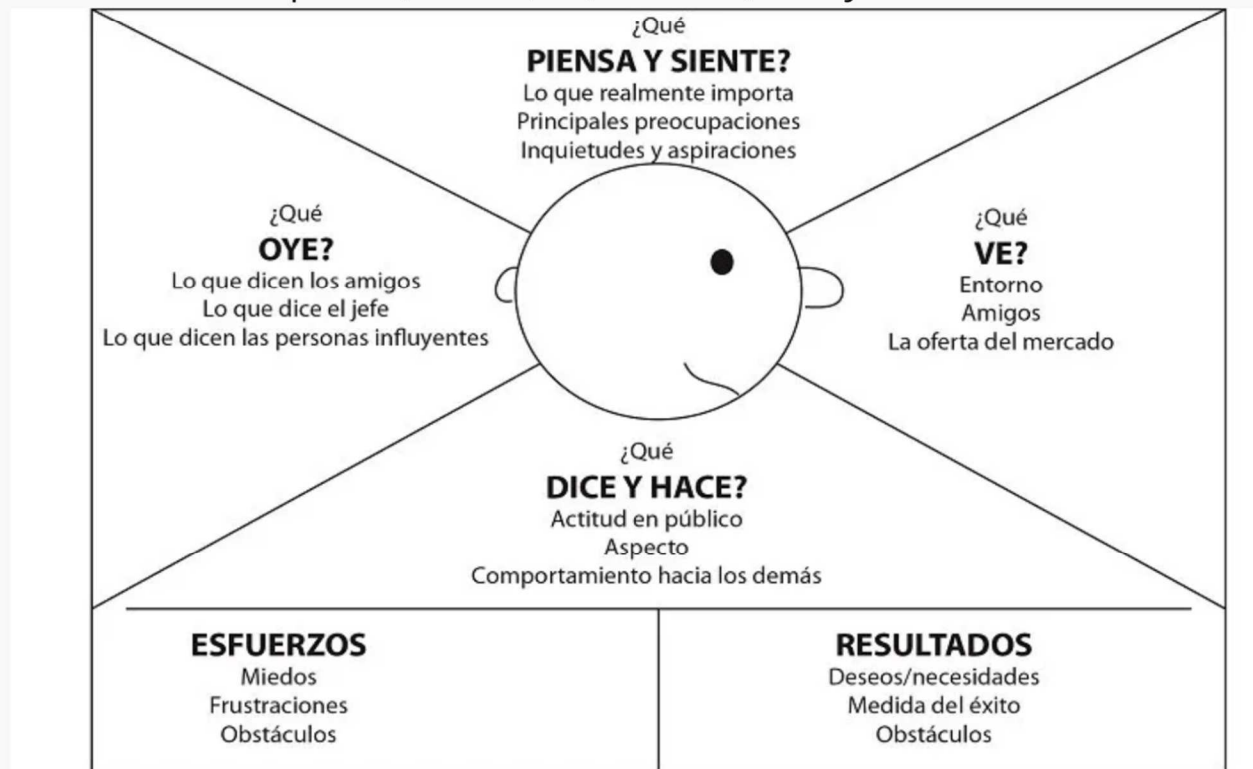 ¿Qué
PIENSA Y SIENTE?
Lo que realmente importa
Principales preocupaciones
Inquietudes y aspiraciones
¿Qué
OYE?
Lo que dicen los amigos
Lo que dice el jefe
Lo que dicen las personas influyentes
¿Qué
VE?
Entorno
Amigos
La oferta del mercado
¿Qué
DICE Y HACE?
Actitud en público
Aspecto
Comportamiento hacia los demás
ESFUERZOS
Miedos
Frustraciones
Obstáculos
RESULTADOS
Deseos/necesidades
Medida del éxito
Obstáculos